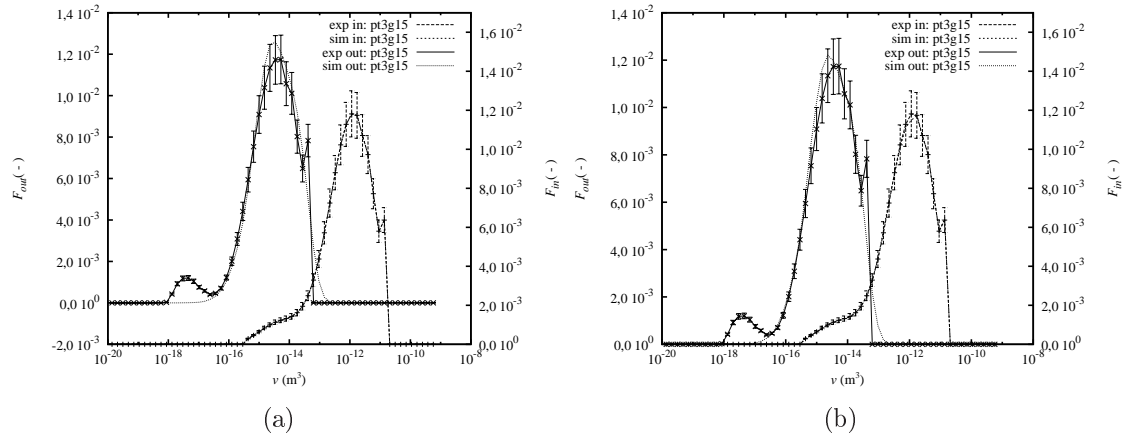 1,4 10-2
1,2 10-2
1,0 10-2
8,0 10-3
6,0 10-3
4,0 10-3
2,0 10-3
0,0 100
-2,0 10-3
Fout(-)
exp in: pt3g15
sim in: pt3g15
exp out: pt3g15
sim out: pt3g15
1,6 10-2
1,4 10-2
1,2 10-2
1,0 10-2
8,0 10-3
6,0 10-3
4,0 10-3
2,0 10-3
0,0 100
Fin(-)
10-20 10-18 10-16 10-14 10-12 10-10 10-8
v (m3)
(a)
1,4 10-2
1,2 10-2
1,0 10-2
8,0 10-3
6,0 10-3
4,0 10-3
2,0 10-3
0,0 100
Fout(-)
exp in: pt3g15
sim in: pt3g15
exp out: pt3g15
sim out: pt3g15
1,6 10-2
1,4 10-2
1,2 10-2
1,0 10-2
8,0 10-3
6,0 10-3
4,0 10-3
2,0 10-3
0,0 100
Fin(-)
10-20 10-18 10-16 10-14 10-12 10-10 10-8
v (m3)
(b)